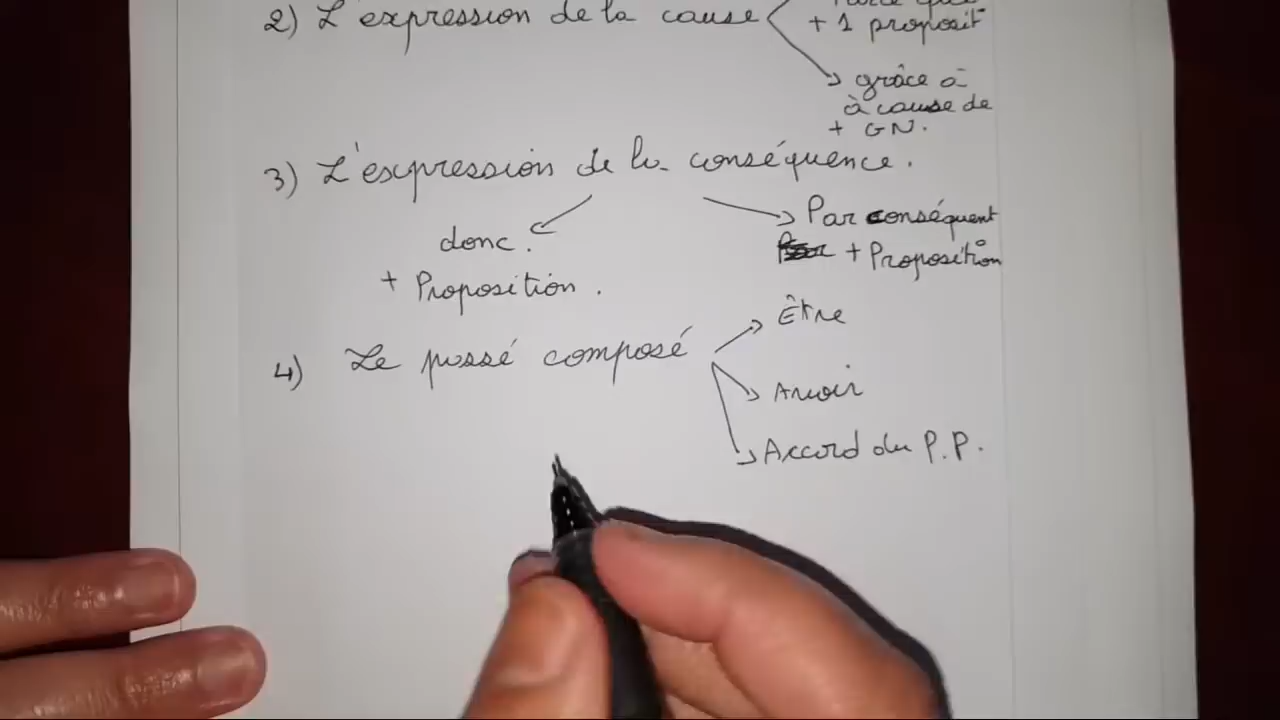 2) L'expression de la cause
+ 1 proposit
grâce à
à cause de
+ GN.
3) L'expression de la conséquence.
donc.
+ Proposition.
Par conséquent
+ Proposition
4) Le passé composé
Être
Avoir
Accord du P.P.